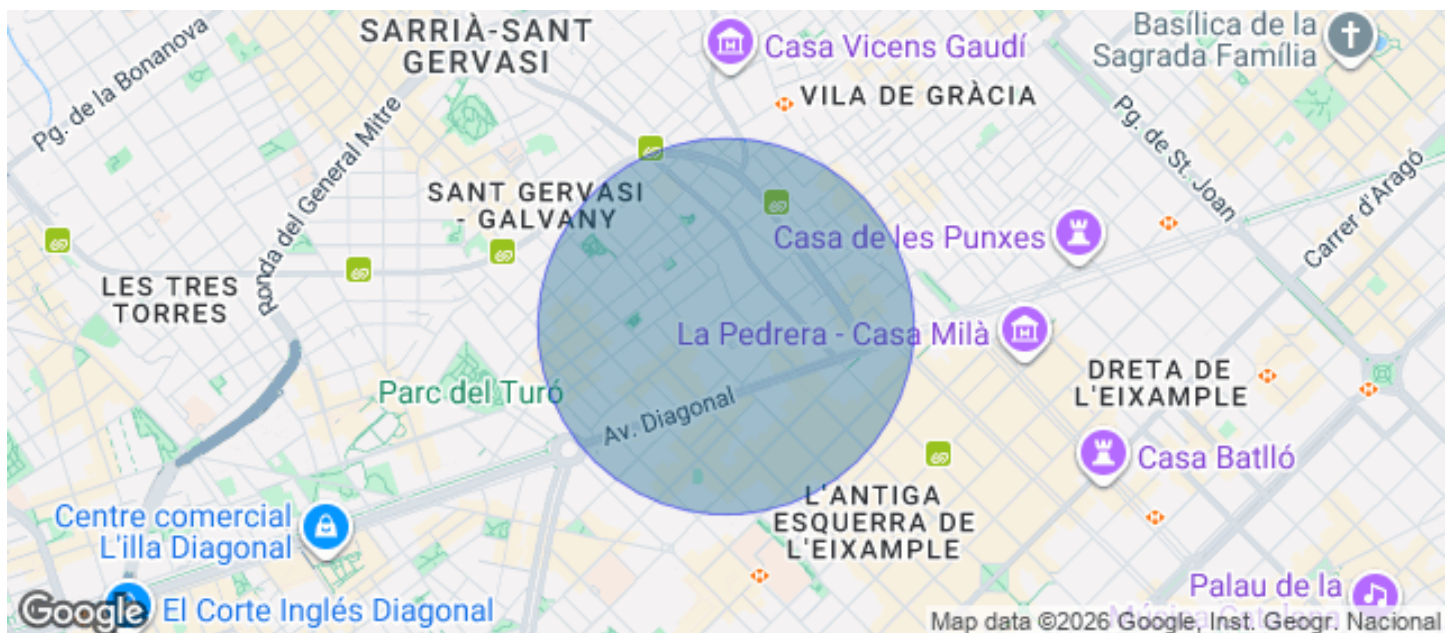 SARRIÀ-SANT
GERVASI
Casa Vicens Gaudí
Basílica de la
Sagrada Família
Pg. de la Bonanova
VILA DE GRÀCIA
Ronda del General Mitre
Pg. de St. Joan
Carrer d'Aragó
SANT GERVASI
- GALVANY
Casa de les Punxes
LES TRES
TORRES
La Pedrera - Casa Milà
Parc del Turó
Av. Diagonal
DRETA DE
L'EIXAMPLE
Casa Batlló
L'ANTIGA
ESQUERRA DE
L'EIXAMPLE
Centre comercial
L'illa Diagonal
Palau de la
Música Catalana
El Corte Inglés Diagonal
Google
Map data ©2026 Google, Inst. Geogr. Nacional